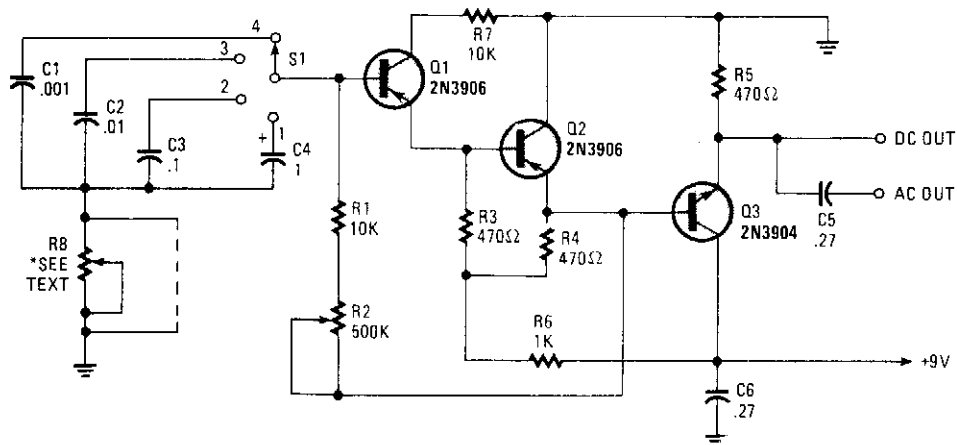 4
3
S1
2
1
+
C1
.001
C2
.01
C3
.1
C4
1
R8
*SEE
TEXT
R1
10K
R2
500K
R7
10K
Q1
2N3906
Q2
2N3906
R3
470Ω
R4
470Ω
R6
1K
R5
470Ω
Q3
2N3904
DC OUT
AC OUT
C5
.27
+9V
C6
.27